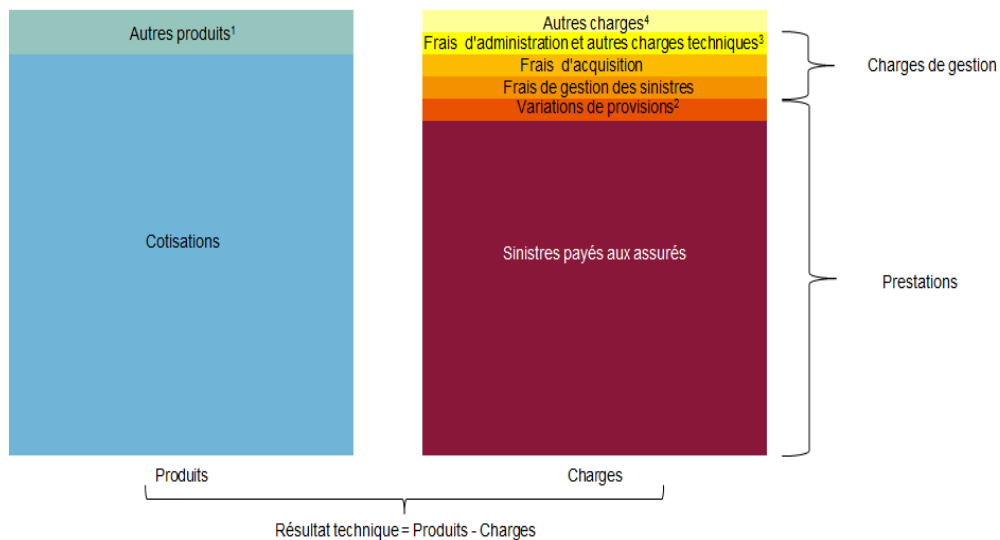 Autres produits¹
Cotisations
Autres charges⁴
Frais d'administration et autres charges techniques³
Frais d'acquisition
Frais de gestion des sinistres
Variations de provisions²
Sinistres payés aux assurés
Charges de gestion
Prestations
Produits
Charges
Résultat technique = Produits - Charges